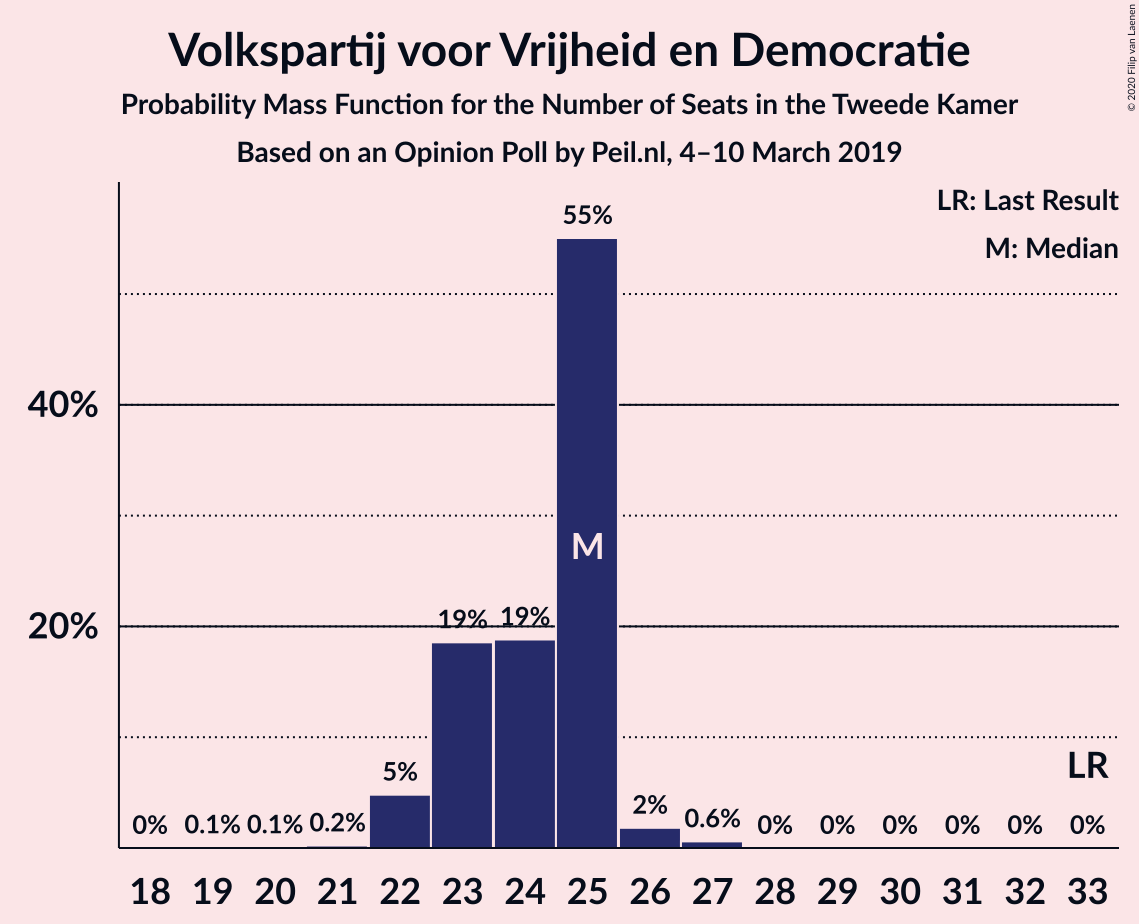 Volkspartij voor Vrijheid en Democratie
Probability Mass Function for the Number of Seats in the Tweede Kamer
Based on an Opinion Poll by Peil.nl, 4–10 March 2019
© 2020 Filip van Laenen
LR: Last Result
M: Median
55%
40%
M
20%
19% 19%
LR
5%
0% 0.1% 0.1% 0.2% 2% 0.6% 0% 0% 0% 0% 0% 0%
18 19 20 21 22 23 24 25 26 27 28 29 30 31 32 33